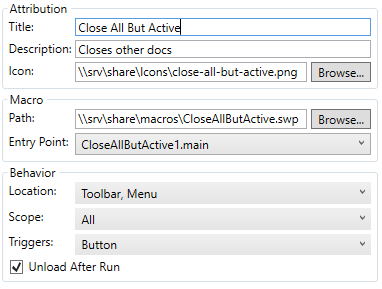 Attribution
Title: Close All But Active
Description: Closes other docs
Icon: \\srv\share\Icons\close-all-but-active.png Browse...
Macro
Path: \\srv\share\macros\CloseAllButActive.swp Browse...
Entry Point: CloseAllButActive1.main
Behavior
Location: Toolbar, Menu
Scope: All
Triggers: Button
Unload After Run